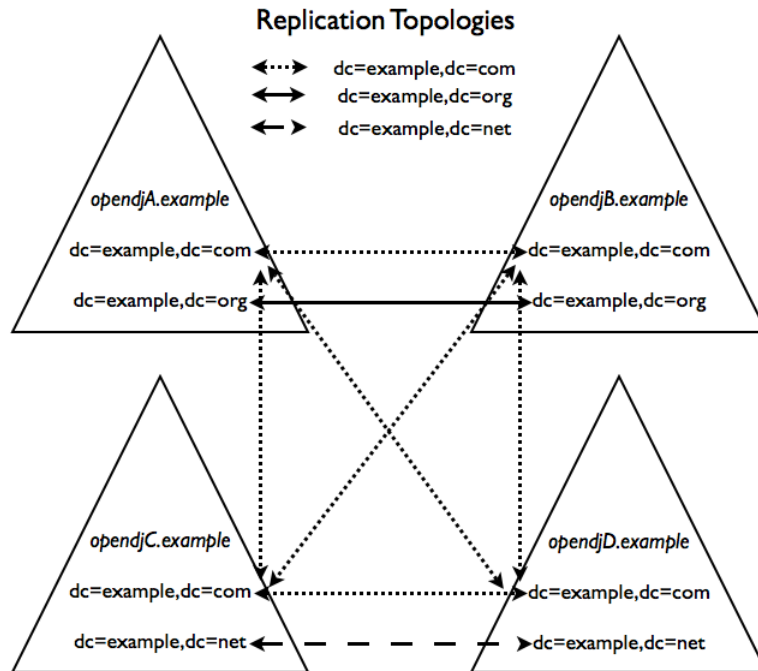 Replication Topologies
dc=example,dc=com
dc=example,dc=org
dc=example,dc=net
opendjA.example
dc=example,dc=com
dc=example,dc=org
opendjB.example
dc=example,dc=com
dc=example,dc=org
opendjC.example
dc=example,dc=com
dc=example,dc=net
opendjD.example
dc=example,dc=com
dc=example,dc=net